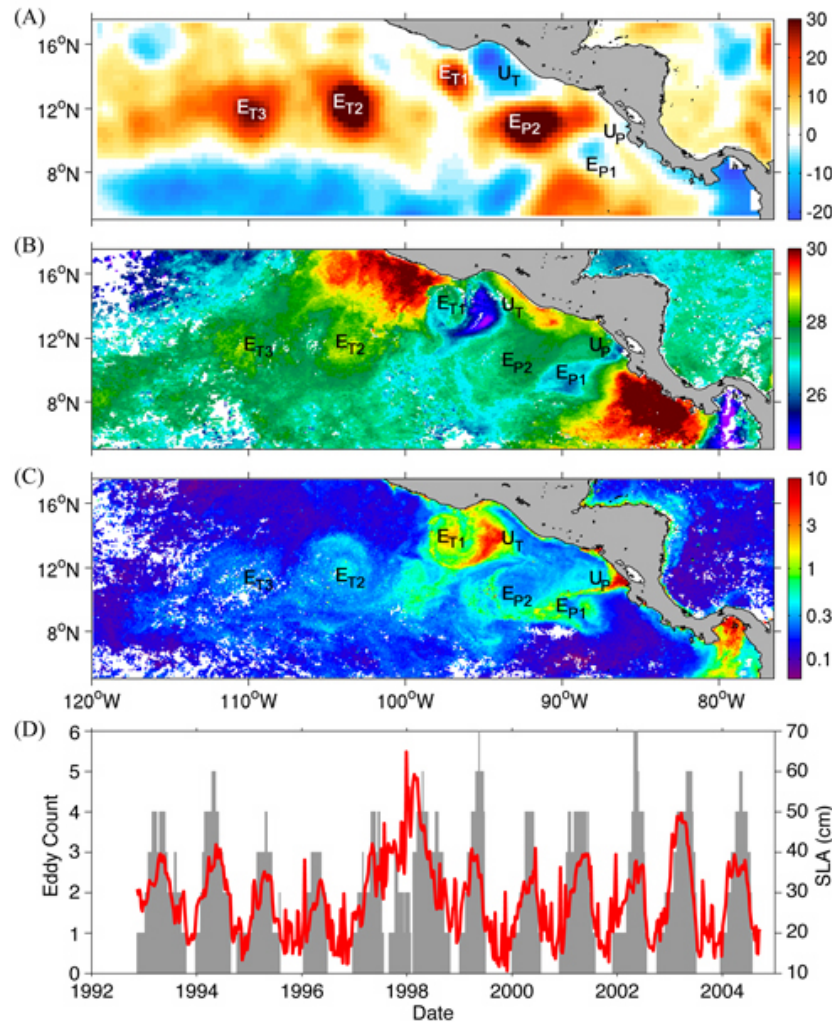 (A)
16°N
12°N
8°N
E_T3
E_T2
E_T1
U_T
E_P2
U_P
E_P1
30
20
10
0
-10
-20
(B)
16°N
12°N
8°N
E_T3
E_T2
E_T1
U_T
E_P2
U_P
E_P1
30
28
26
(C)
16°N
12°N
8°N
E_T3
E_T2
E_T1
U_T
E_P2
U_P
E_P1
10
3
1
0.3
0.1
120°W 110°W 100°W 90°W 80°W
(D)
Eddy Count
6
5
4
3
2
1
0
70
60
50
40
30
20
10
SLA (cm)
1992 1994 1996 1998 2000 2002 2004
Date